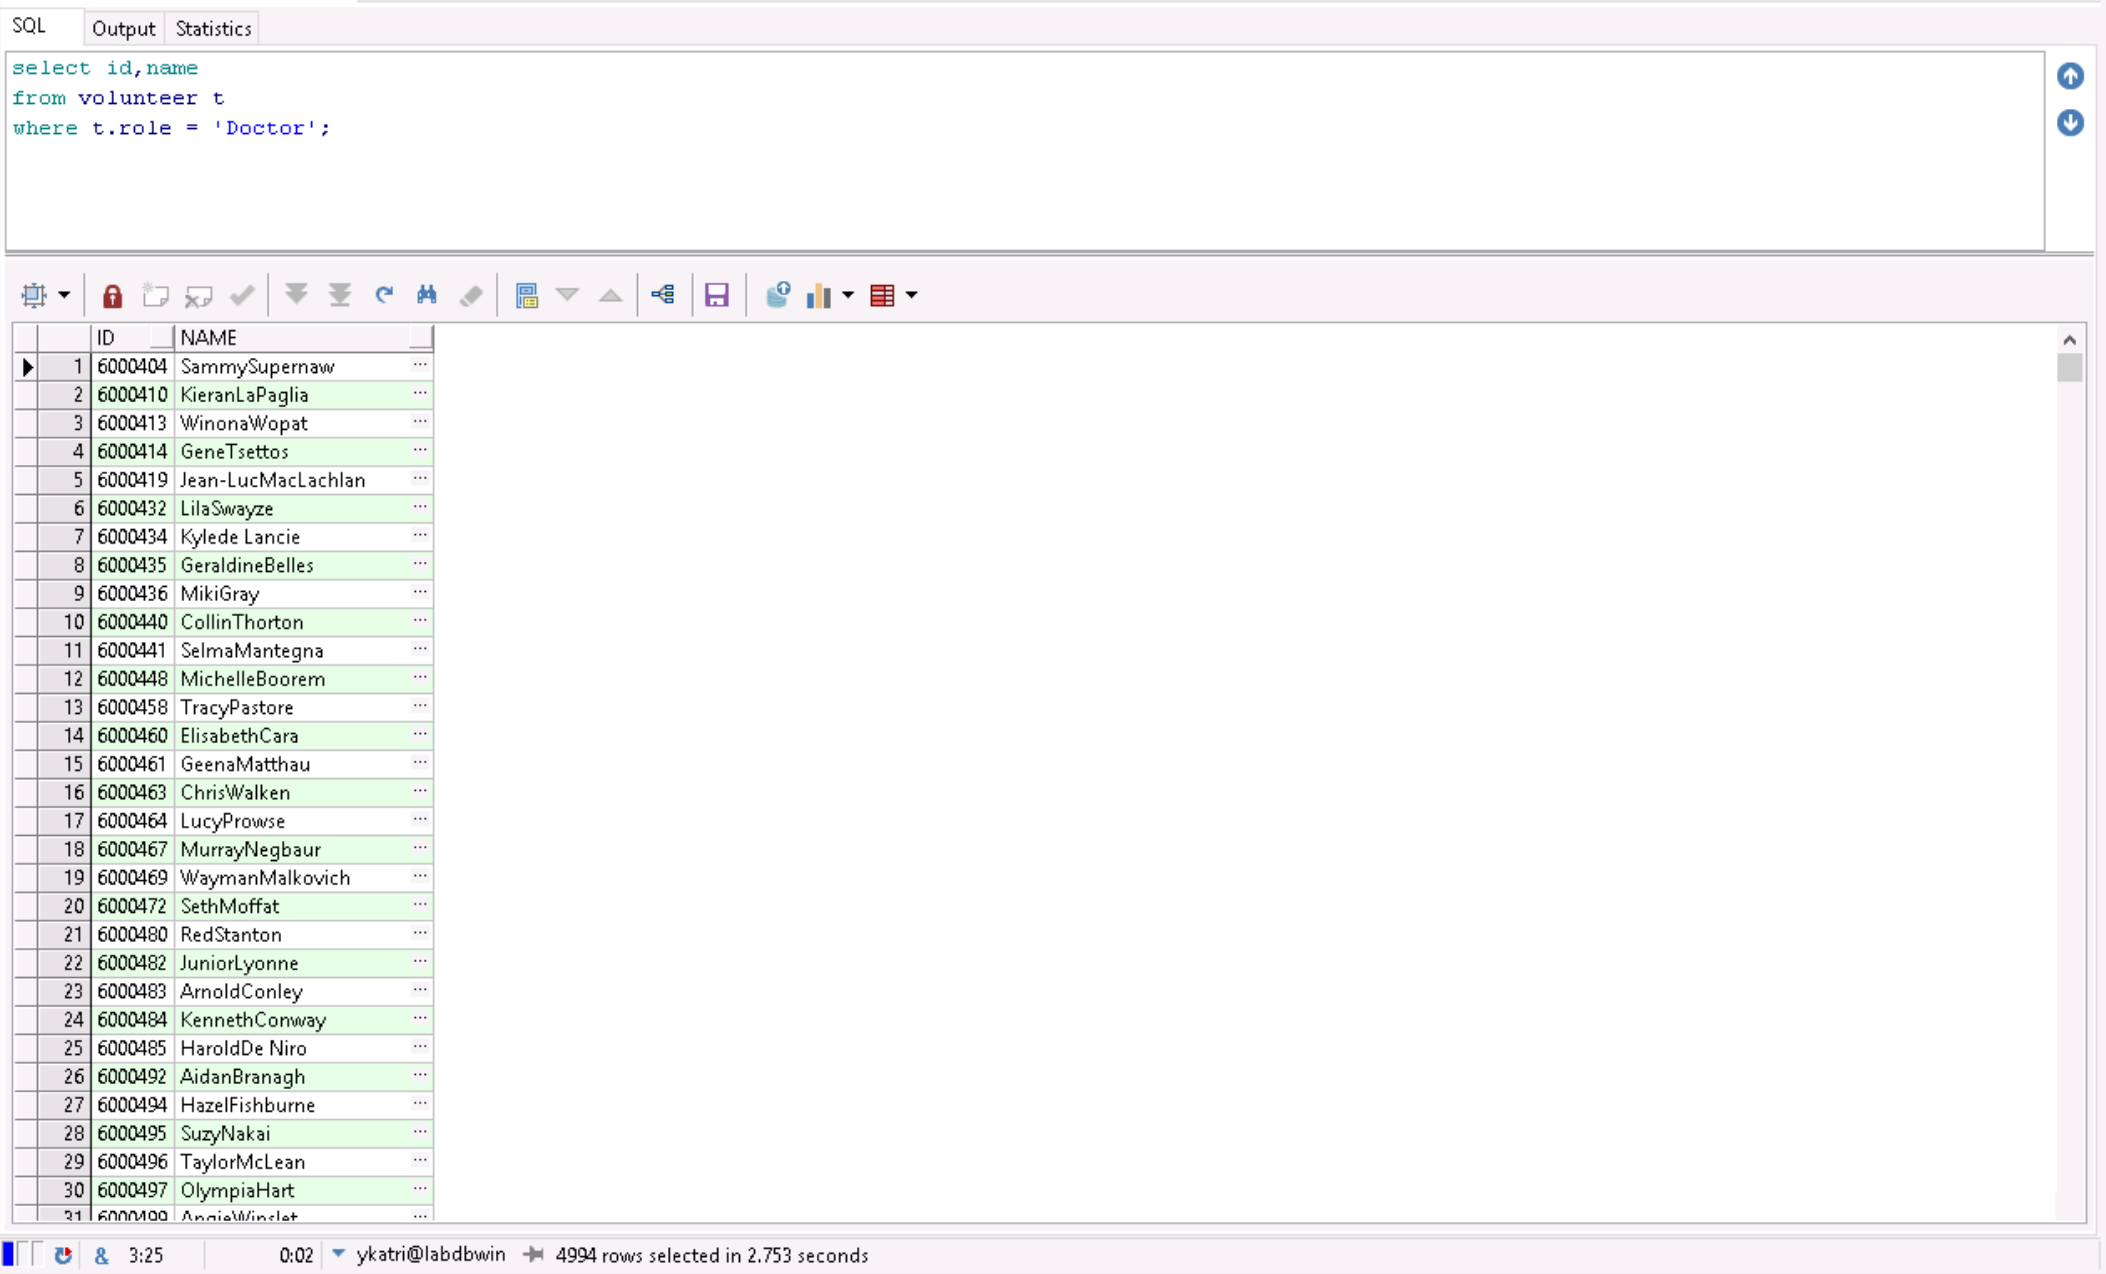 SQL Output Statistics
select id,name
from volunteer t
where t.role = 'Doctor';
ID NAME
1 6000404 SammySupernaw ...
2 6000410 KieranLaPaglia ...
3 6000413 WinonaWopat ...
4 6000414 GeneTsettos ...
5 6000419 Jean-LucMacLachlan ...
6 6000432 LilaSwayze ...
7 6000434 Kylede Lancie ...
8 6000435 GeraldineBelles ...
9 6000436 MikiGray ...
10 6000440 CollinThorton ...
11 6000441 SelmaMantegna ...
12 6000448 MichelleBoorem ...
13 6000458 TracyPastore ...
14 6000460 ElisabethCara ...
15 6000461 GeenaMatthau ...
16 6000463 ChrisWalken ...
17 6000464 LucyProwse ...
18 6000467 MurrayNegbaur ...
19 6000469 WaymanMalkovich ...
20 6000472 SethMoffat ...
21 6000480 RedStanton ...
22 6000482 JuniorLyonne ...
23 6000483 ArnoldConley ...
24 6000484 KennethConway ...
25 6000485 HaroldDe Niro ...
26 6000492 AidanBranagh ...
27 6000494 HazelFishburne ...
28 6000495 SuzyNakai ...
29 6000496 TaylorMcLean ...
30 6000497 OlympiaHart ...
31 6000499 AngieWinslet ...
& 3:25 0:02 ykatri@labdbwin 4994 rows selected in 2.753 seconds